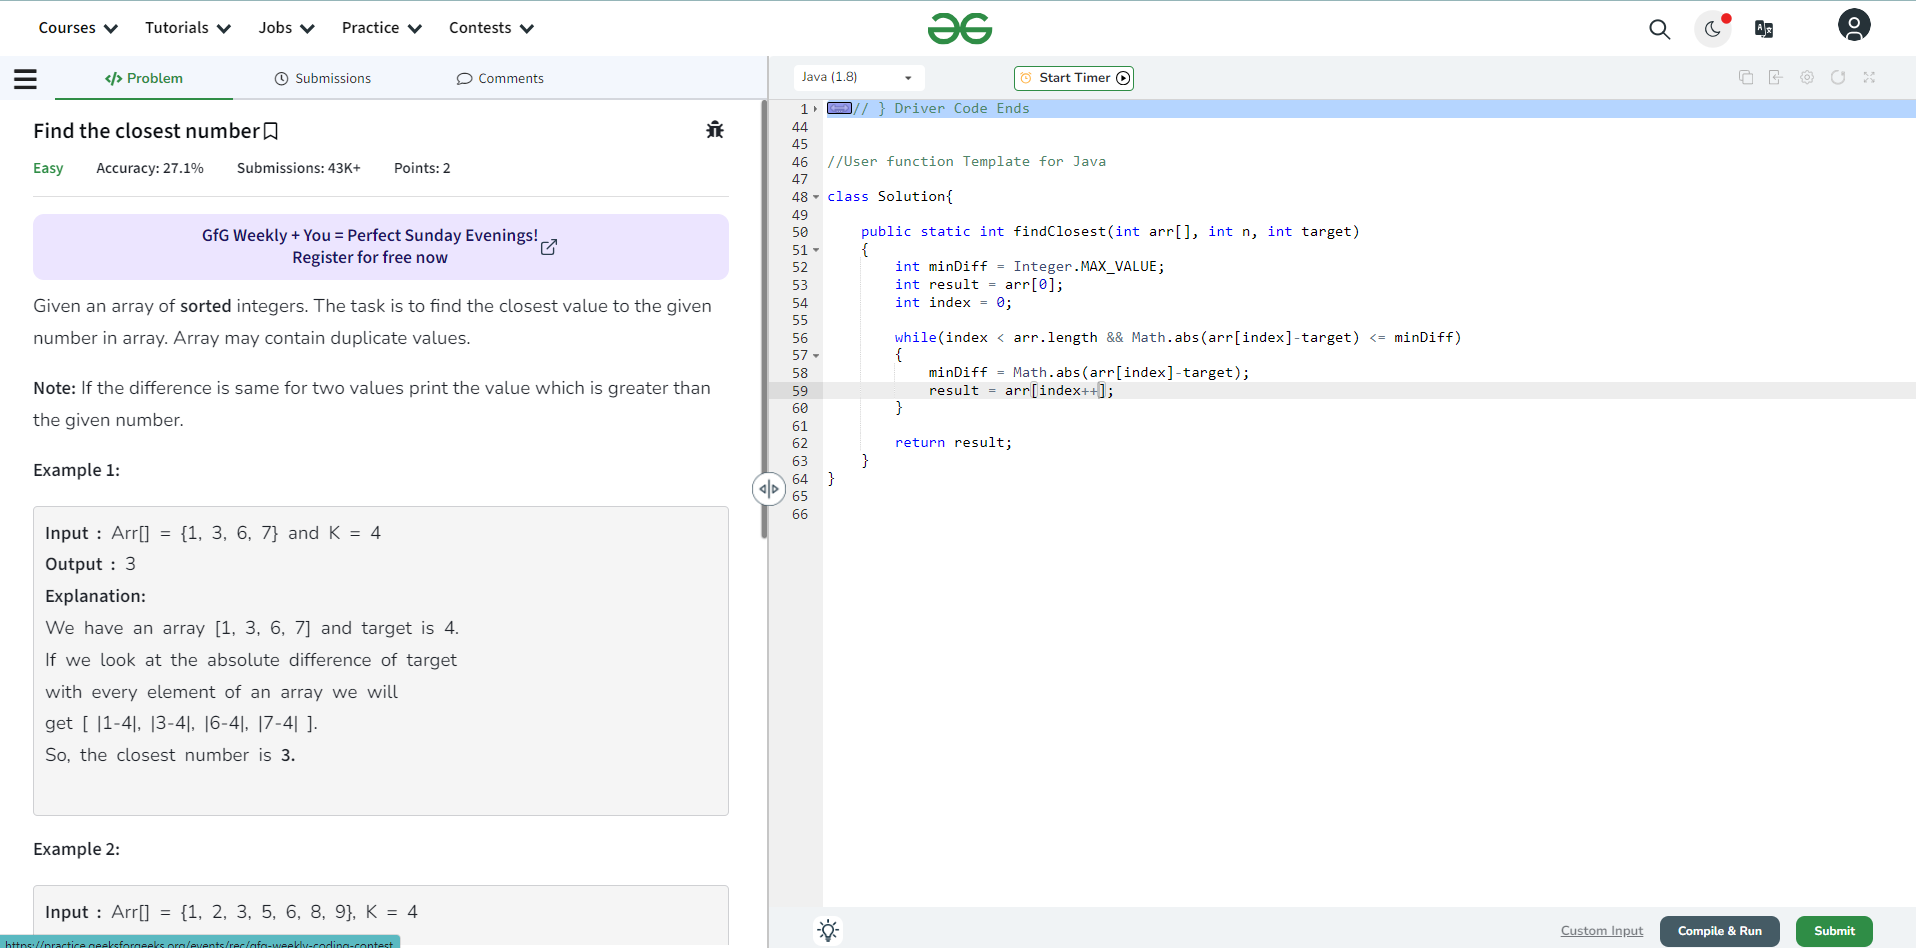 Courses Tutorials Jobs Practice Contests
</> Problem Submissions Comments
Java (1.8) Start Timer
Find the closest number
Easy Accuracy: 27.1% Submissions: 43K+ Points: 2
GfG Weekly + You = Perfect Sunday Evenings!
Register for free now
Given an array of sorted integers. The task is to find the closest value to the given
number in array. Array may contain duplicate values.
Note: If the difference is same for two values print the value which is greater than
the given number.
Example 1:
Input : Arr[] = {1, 3, 6, 7} and K = 4
Output : 3
Explanation:
We have an array [1, 3, 6, 7] and target is 4.
If we look at the absolute difference of target
with every element of an array we will
get [ |1-4|, |3-4|, |6-4|, |7-4| ].
So, the closest number is 3.
Example 2:
Input : Arr[] = {1, 2, 3, 5, 6, 8, 9}, K = 4
https://practice.geeksforgeeks.org/events/rec/gfg-weekly-coding-contest
1 // } Driver Code Ends
44
45
46 //User function Template for Java
47
48 class Solution{
49
50 public static int findClosest(int arr[], int n, int target)
51 {
52 int minDiff = Integer.MAX_VALUE;
53 int result = arr[0];
54 int index = 0;
55
56 while(index < arr.length && Math.abs(arr[index]-target) <= minDiff)
57 {
58 minDiff = Math.abs(arr[index]-target);
59 result = arr[index++];
60 }
61
62 return result;
63 }
64 }
65
66
Custom Input Compile & Run Submit